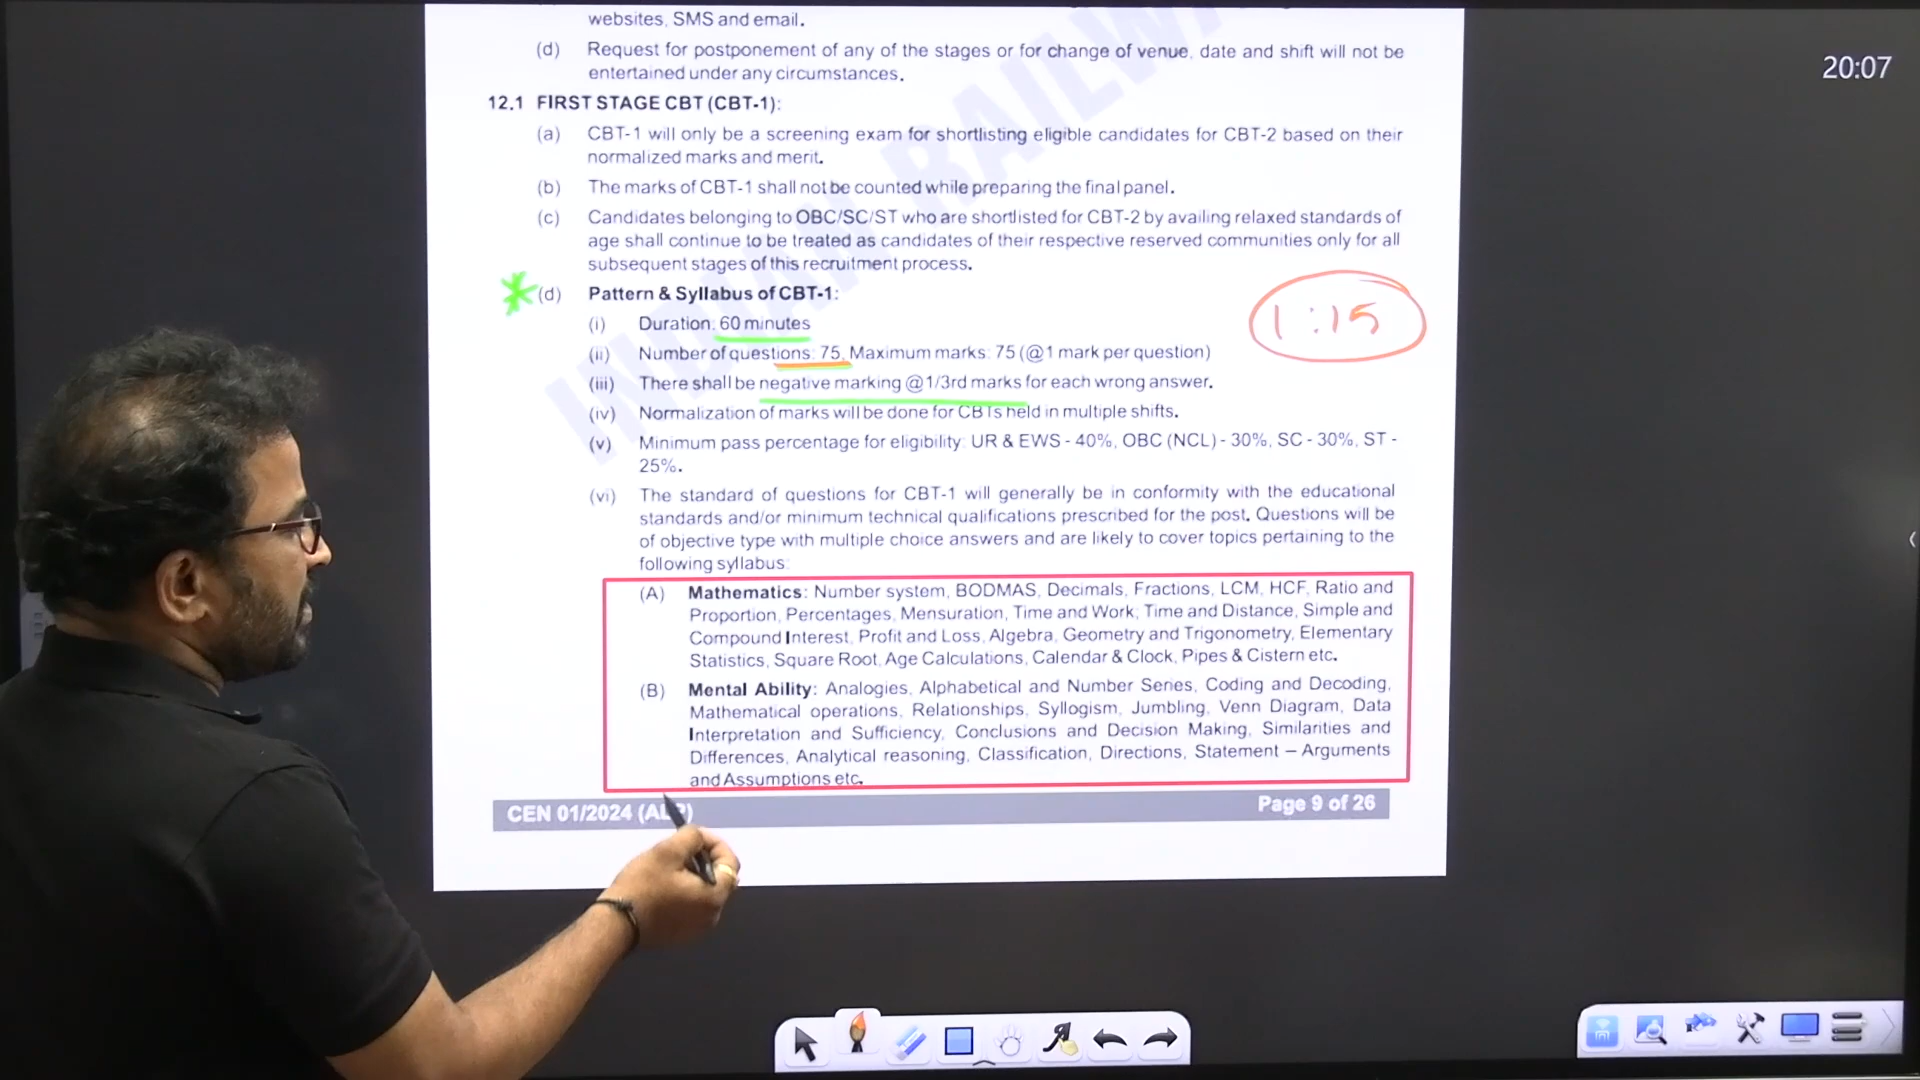 websites, SMS and email.
20:07
(d) Request for postponement of any of the stages or for change of venue, date and shift will not be
entertained under any circumstances.
12.1 FIRST STAGE CBT (CBT-1):
(a) CBT-1 will only be a screening exam for shortlisting eligible candidates for CBT-2 based on their
normalized marks and merit.
(b) The marks of CBT-1 shall not be counted while preparing the final panel.
(c) Candidates belonging to OBC/SC/ST who are shortlisted for CBT-2 by availing relaxed standards of
age shall continue to be treated as candidates of their respective reserved communities only for all
subsequent stages of this recruitment process.
(d) Pattern & Syllabus of CBT-1:
1:15
(i) Duration: 60 minutes
(ii) Number of questions: 75, Maximum marks: 75 (@1 mark per question)
(iii) There shall be negative marking @1/3rd marks for each wrong answer.
(iv) Normalization of marks will be done for CBTs held in multiple shifts.
(v) Minimum pass percentage for eligibility: UR & EWS - 40%, OBC (NCL) - 30%, SC - 30%, ST -
25%.
(vi) The standard of questions for CBT-1 will generally be in conformity with the educational
standards and/or minimum technical qualifications prescribed for the post. Questions will be
of objective type with multiple choice answers and are likely to cover topics pertaining to the
following syllabus:
(A) Mathematics: Number system, BODMAS, Decimals, Fractions, LCM, HCF, Ratio and
Proportion, Percentages, Mensuration, Time and Work, Time and Distance, Simple and
Compound Interest, Profit and Loss, Algebra, Geometry and Trigonometry, Elementary
Statistics, Square Root, Age Calculations, Calendar & Clock, Pipes & Cistern etc.
(B) Mental Ability: Analogies, Alphabetical and Number Series, Coding and Decoding,
Mathematical operations, Relationships, Syllogism, Jumbling, Venn Diagram, Data
Interpretation and Sufficiency, Conclusions and Decision Making, Similarities and
Differences, Analytical reasoning, Classification, Directions, Statement – Arguments
and Assumptions etc.
CEN 01/2024 Page 9 of 26
INDIAN